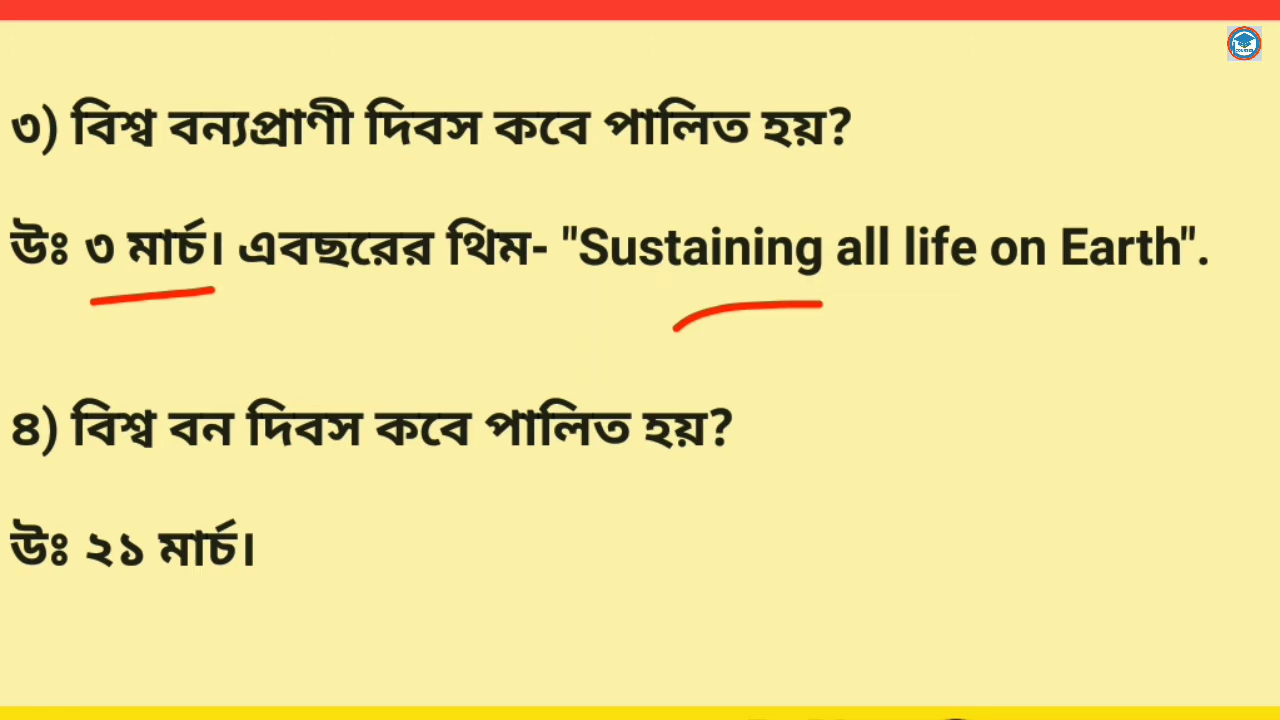 ৩) বিশ্ব বন্যপ্রাণী দিবস কবে পালিত হয়?
উঃ ৩ মার্চ। এবছরের থিম- "Sustaining all life on Earth".
৪) বিশ্ব বন দিবস কবে পালিত হয়?
উঃ ২১ মার্চ।